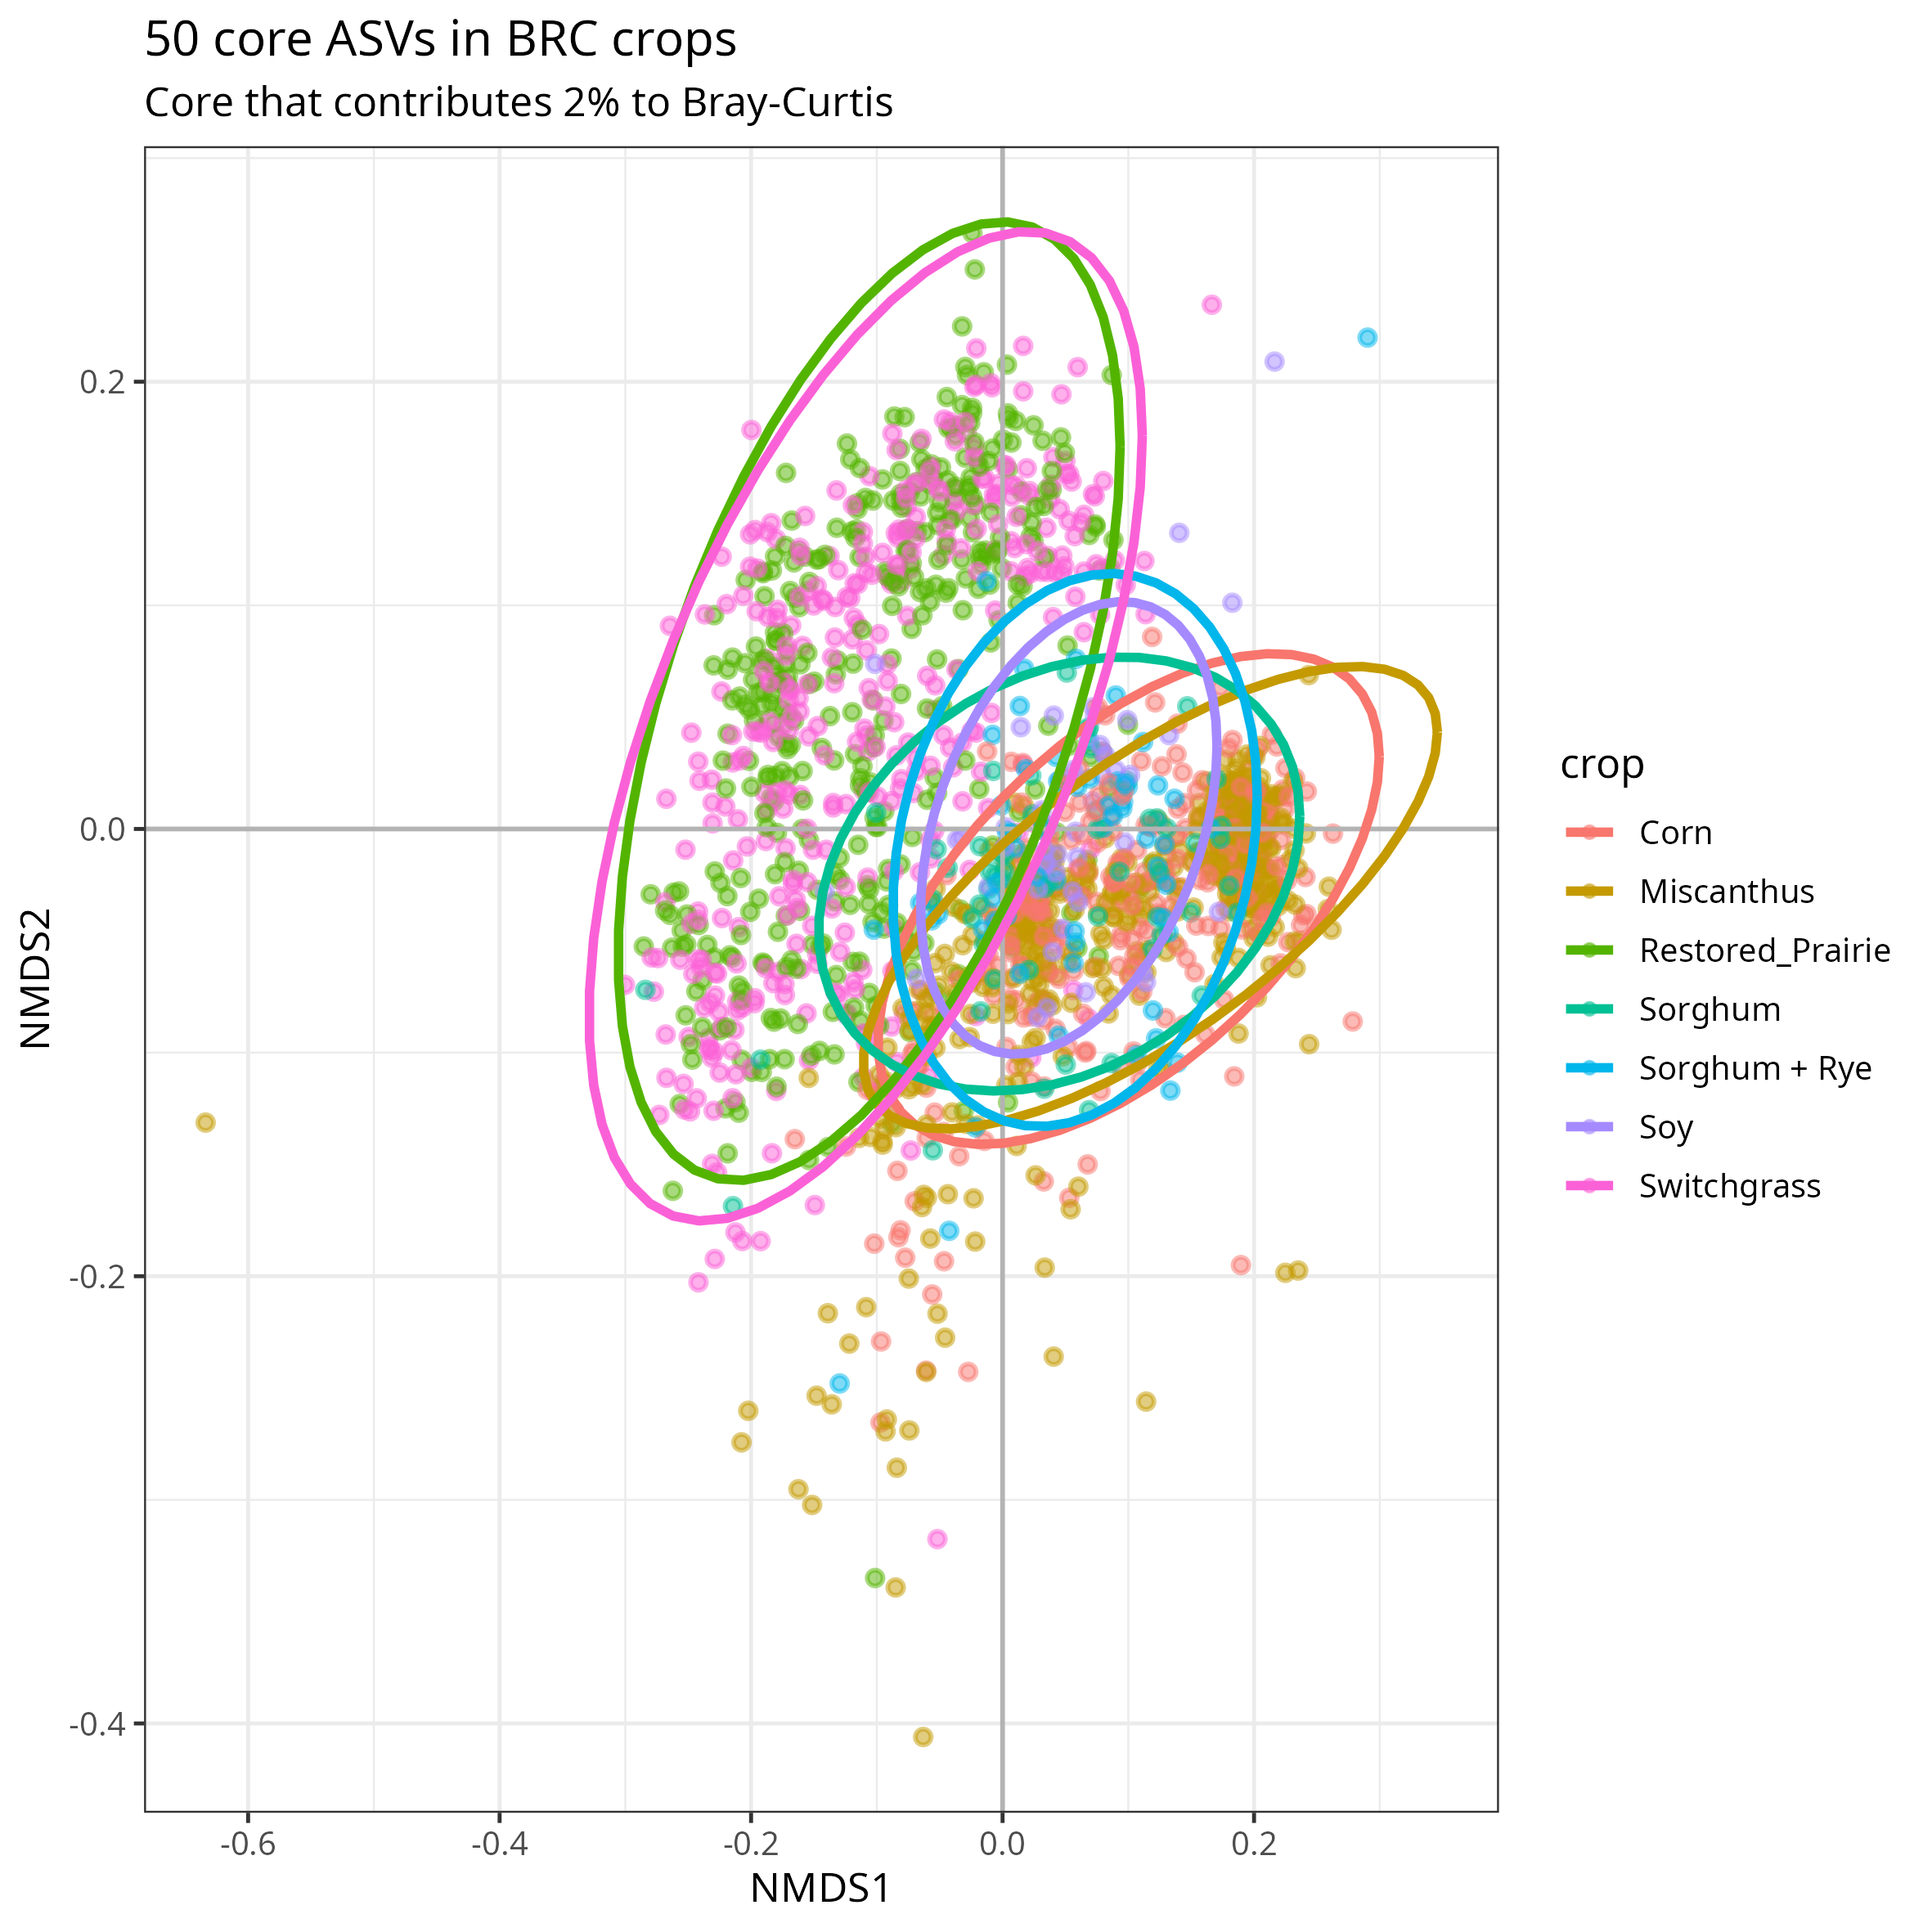 50 core ASVs in BRC crops
Core that contributes 2% to Bray-Curtis
NMDS2
0.2
0.0
-0.2
-0.4
-0.6
-0.4
-0.2
0.0
0.2
NMDS1
crop
Corn
Miscanthus
Restored_Prairie
Sorghum
Sorghum + Rye
Soy
Switchgrass